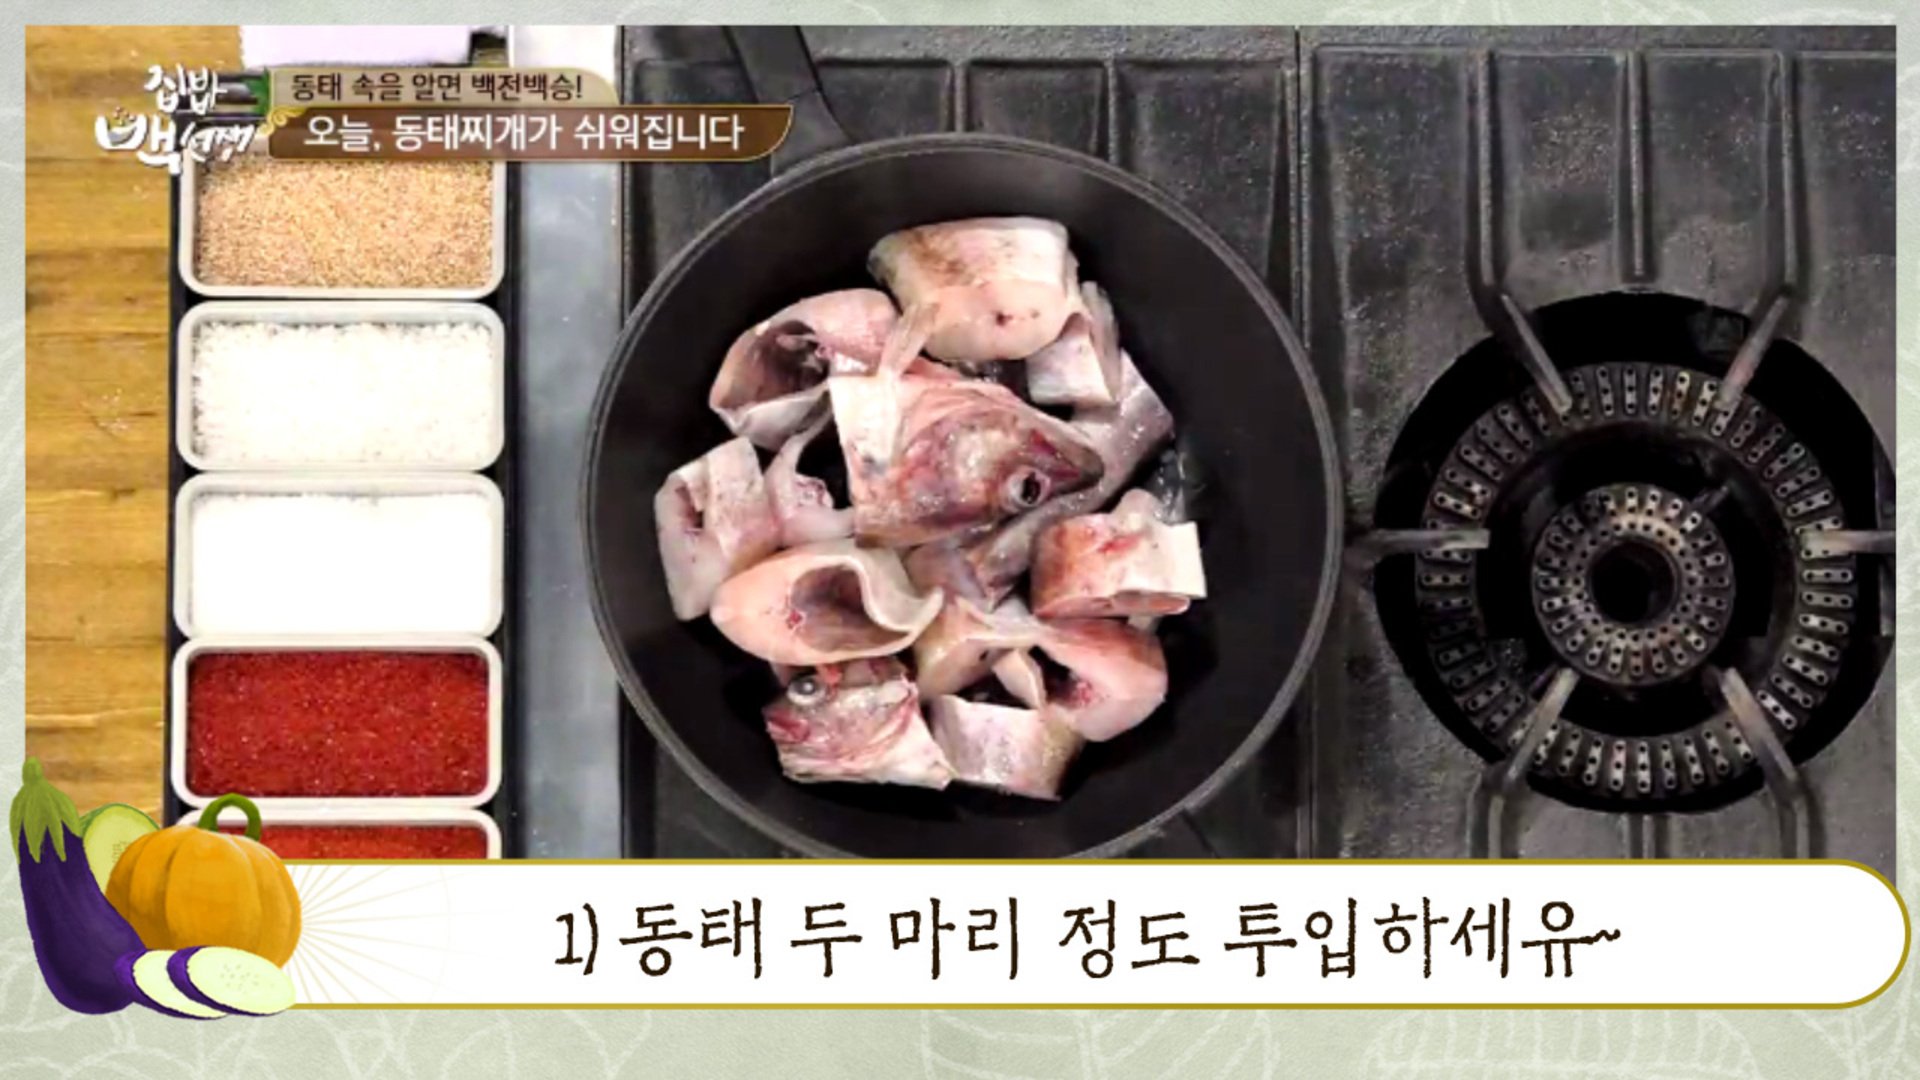 집밥
백선생
동태 속을 알면 백전백승!
오늘, 동태찌개가 쉬워집니다
1) 동태 두 마리 정도 투입하세유~